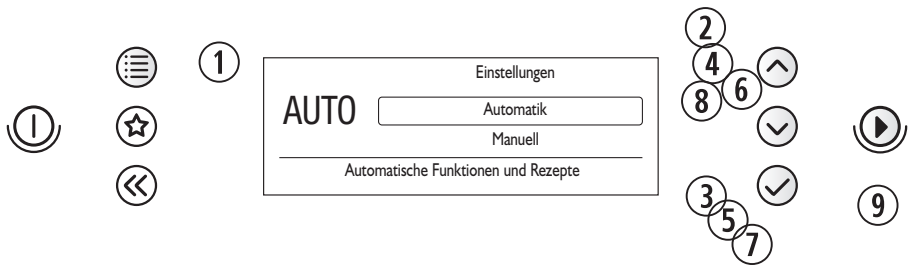 1
2
Einstellungen
4
6
8
AUTO
Automatik
Manuell
Automatische Funktionen und Rezepte
3
5
7
9